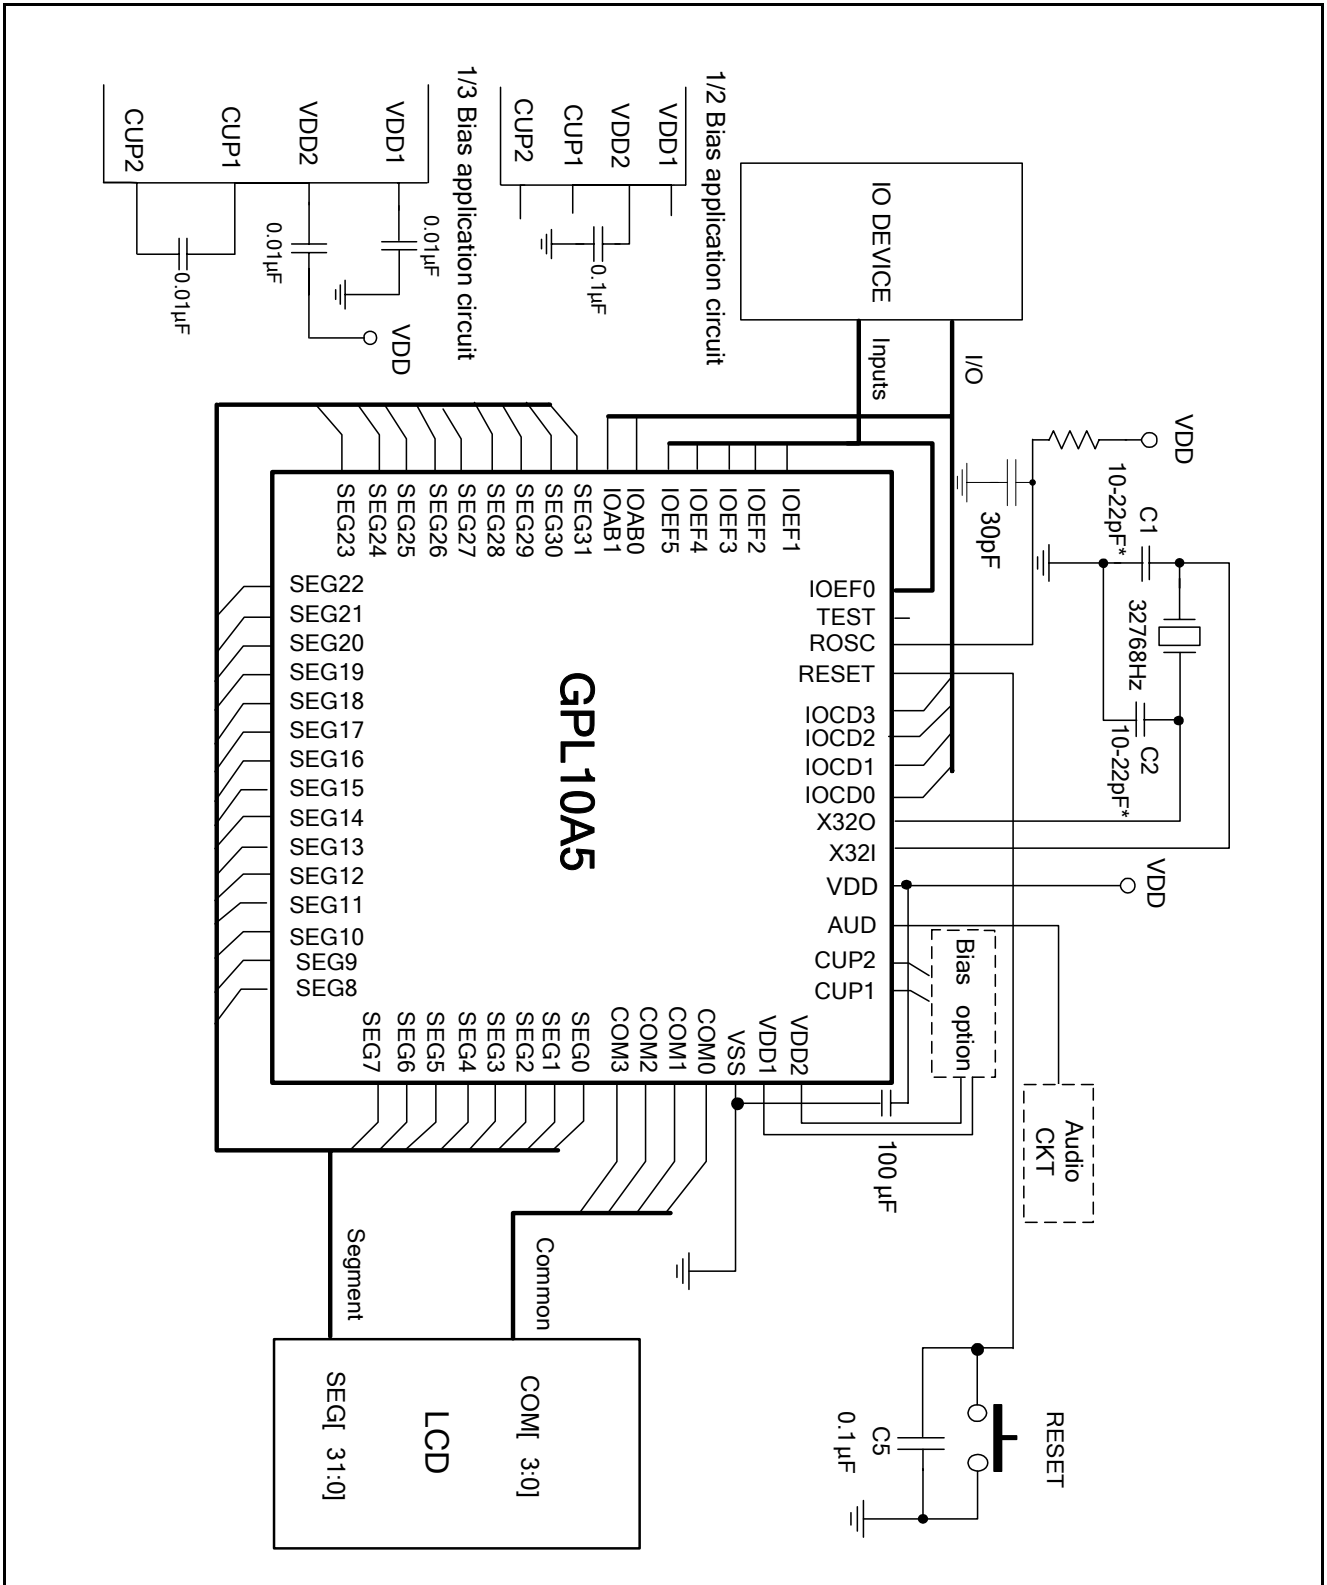 1/3 Bias application circuit
VDD1
VDD2
CUP1
CUP2
0.01µF
0.01µF
0.01µF
VDD
1/2 Bias application circuit
VDD1
VDD2
CUP1
CUP2
0.1µF
IO DEVICE
Inputs
I/O
VDD
30pF
10-22pF*
C1
32768Hz
C2
10-22pF*
VDD
SEG23
SEG24
SEG25
SEG26
SEG27
SEG28
SEG29
SEG30
SEG31
IOAB1
IOAB0
IOEF5
IOEF4
IOEF3
IOEF2
IOEF1
IOEF0
TEST
ROSC
RESET
IOCD3
IOCD2
IOCD1
IOCD0
X32O
X32I
VDD
AUD
CUP2
CUP1
SEG22
SEG21
SEG20
SEG19
SEG18
SEG17
SEG16
SEG15
SEG14
SEG13
SEG12
SEG11
SEG10
SEG9
SEG8
GPL10A5
SEG7
SEG6
SEG5
SEG4
SEG3
SEG2
SEG1
SEG0
COM3
COM2
COM1
COM0
VSS
VDD1
VDD2
Bias option
Audio
CKT
100 µF
Segment
Common
COM[ 3:0]
LCD
SEG[ 31:0]
RESET
C5
0.1µF